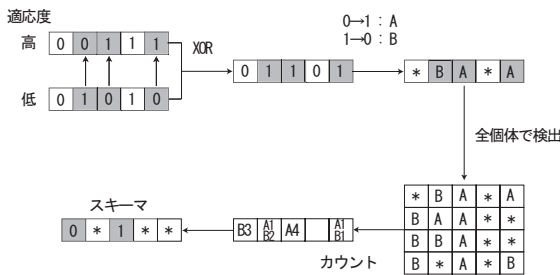 適応度
高 0 0 1 1 1
低 0 1 0 1 0
XOR
0 1 1 0 1
0→1 : A
1→0 : B
* B A * A
全個体で検出
* B A * A
B A A * *
B B A * *
B * A * B
カウント
B3 A1 B2 A4 A1 B1
スキーマ
0 * 1 * *